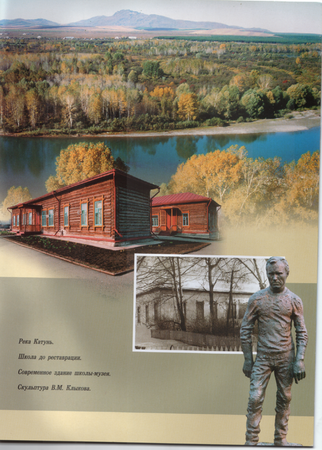 Река Катунь.
Школа до реставрации.
Современное здание школы-музея.
Скульптура В.М. Клыкова.